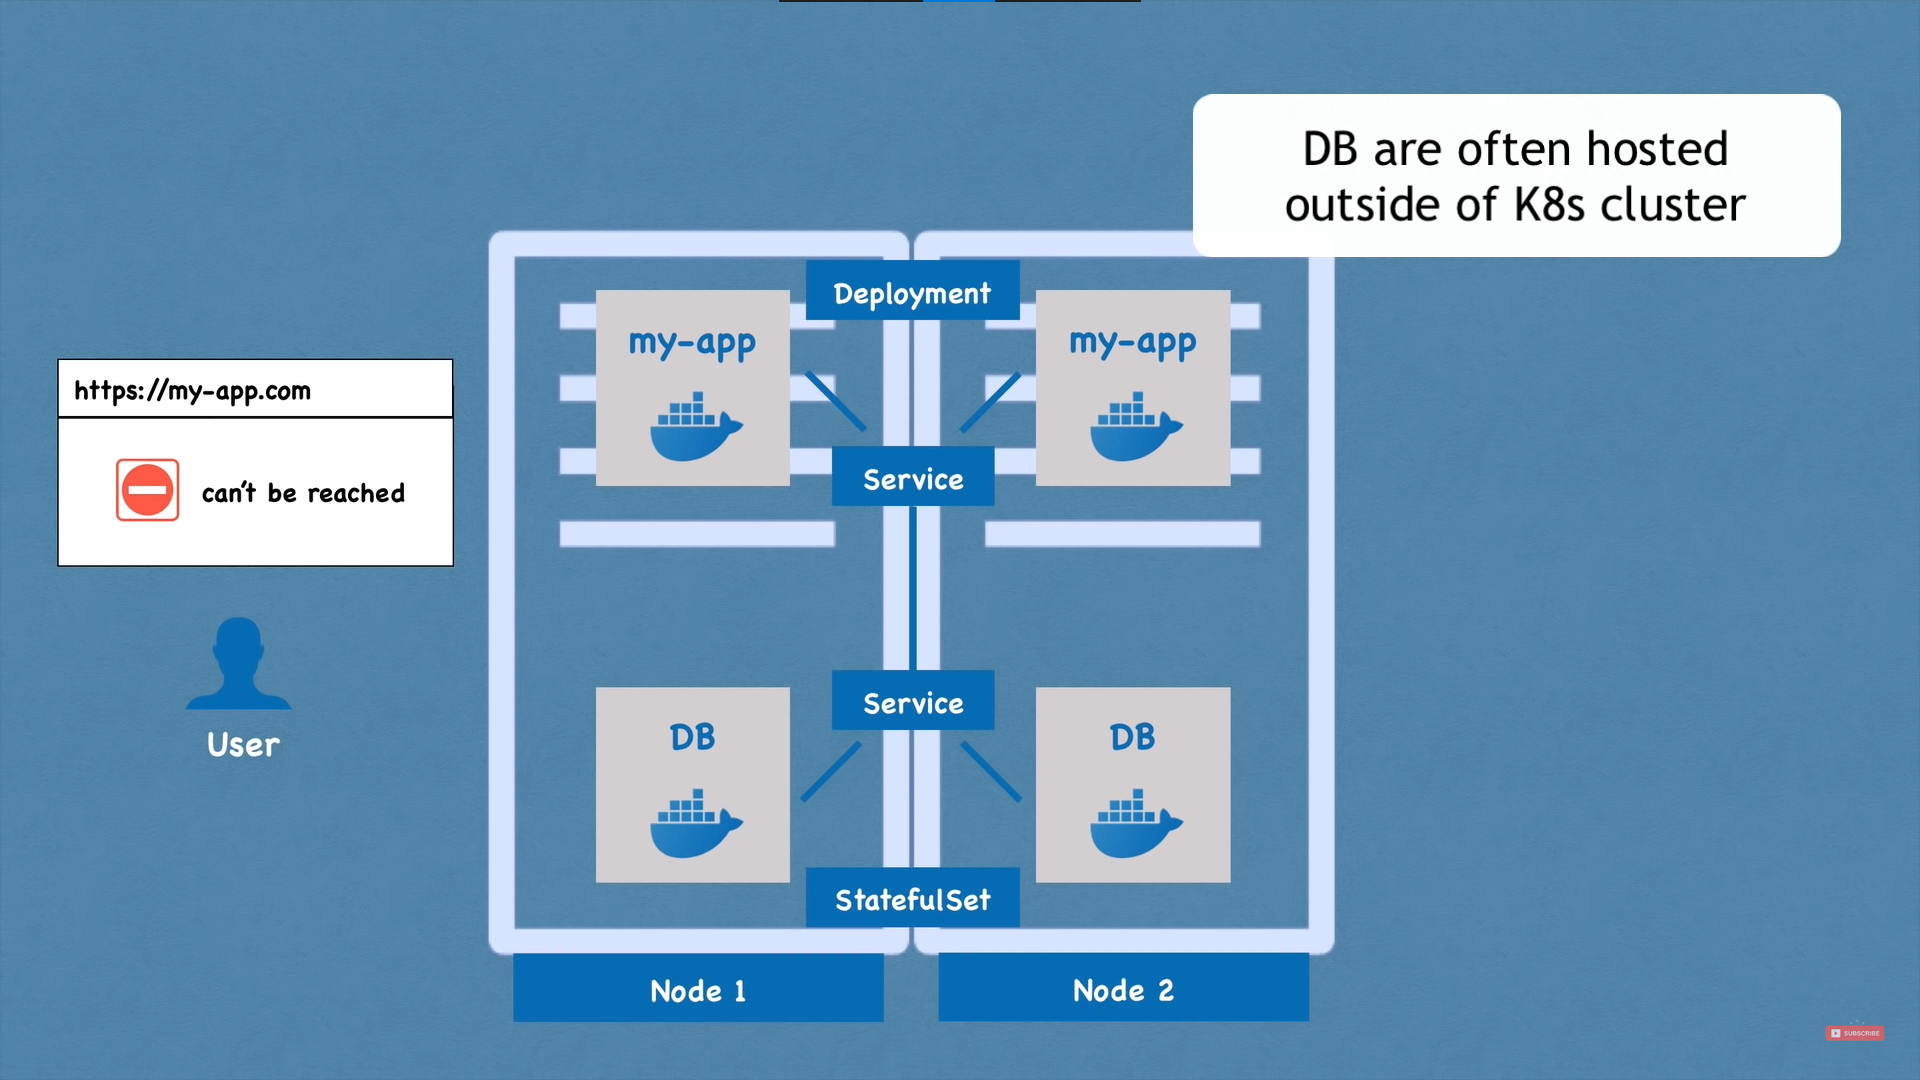 DB are often hosted
outside of K8s cluster
Deployment
my-app
my-app
https://my-app.com
can't be reached
Service
User
Service
DB
DB
StatefulSet
Node 1
Node 2
SUBSCRIBE